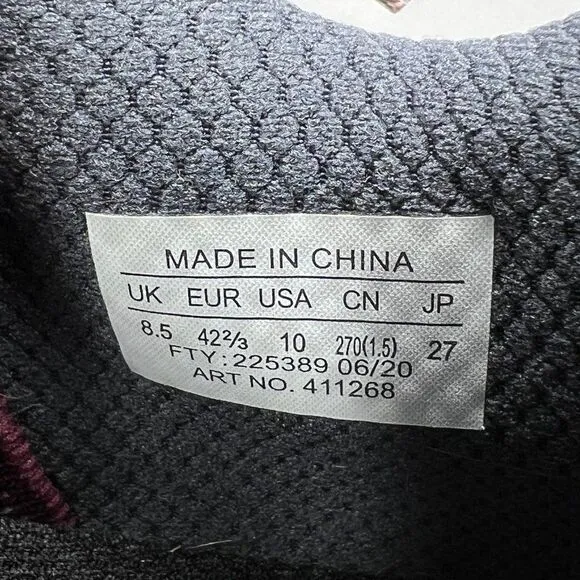 MADE IN CHINA
UK EUR USA CN JP
8.5 42⅔ 10 270(1.5) 27
FTY: 225389 06/20
ART NO. 411268